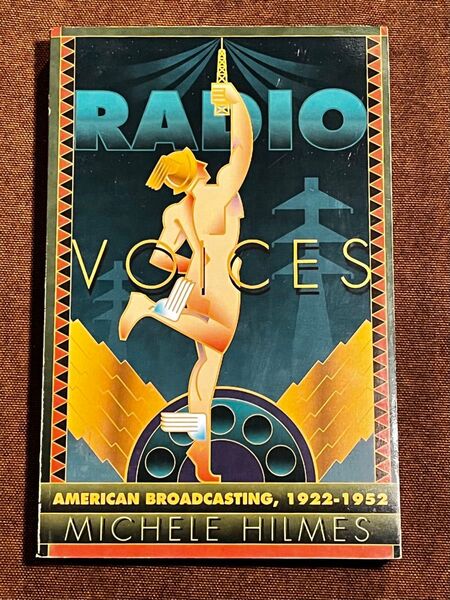 RADIO
VOICES
AMERICAN BROADCASTING, 1922-1952
MICHELE HILMES